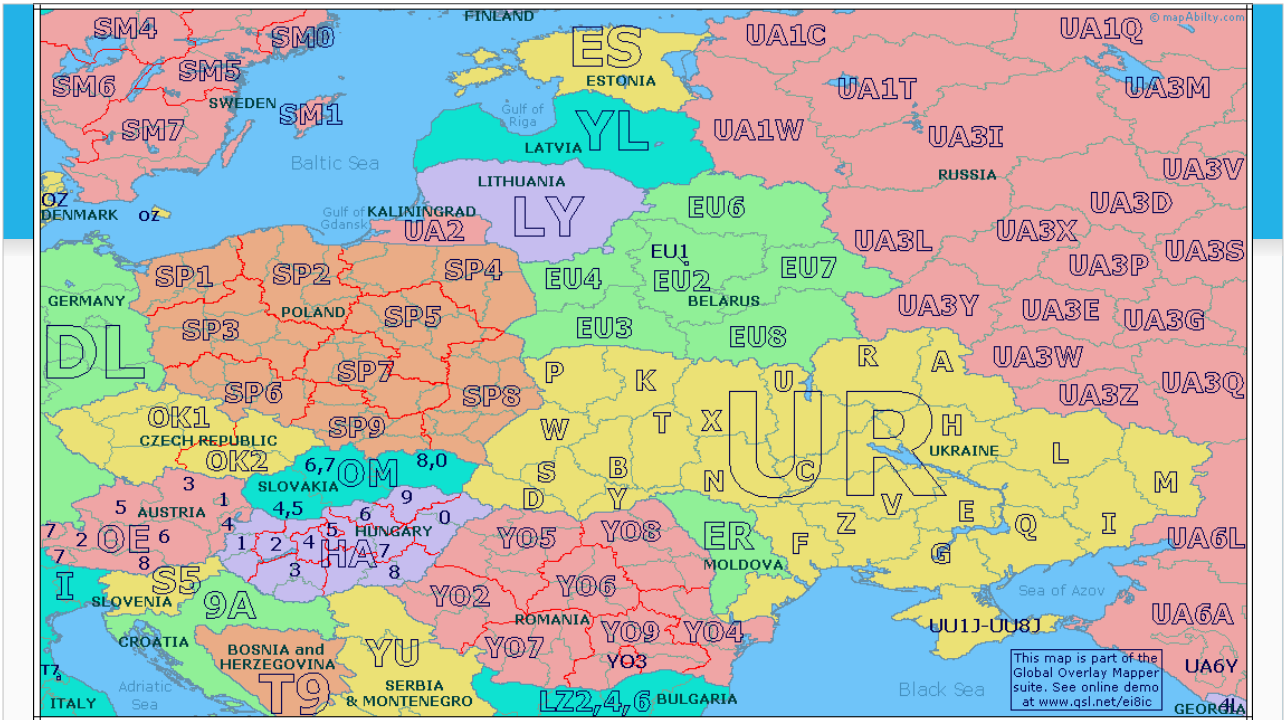 FINLAND
© mapAbilty.com
SM4
SM0
ES
UA1C
UA1Q
SM5
SM6
SWEDEN
ESTONIA
UA1T
UA3M
SM1
Gulf of
Riga
SM7
YL
UA1W
UA3I
LATVIA
Baltic Sea
RUSSIA
UA3V
LITHUANIA
OZ
DENMARK
OZ
Gulf of
Gdansk
KALININGRAD
UA2
LY
EU6
UA3D
UA3X
UA3L
UA3S
EU1
SP1
SP2
SP4
EU4
EU2
EU7
UA3P
GERMANY
BELARUS
POLAND
SP5
UA3Y
UA3E
UA3G
SP3
EU3
EU8
DL
R
A
UA3W
SP7
P
K
U
UA3Q
SP6
SP8
UA3Z
OK1
SP9
W
T
X
UR
H
CZECH REPUBLIC
UKRAINE
L
OK2
6,7
OM
8,0
S
B
N
C
M
SLOVAKIA
3
1
9
D
Y
5
4,5
AUSTRIA
4
6
0
V
E
5
HUNGARY
YO5
YO8
ER
Z
Q
I
7
2
OE
6
1
2
4
HA
7
F
UA6L
7
8
3
8
MOLDOVA
G
I
S5
YO2
YO6
Sea of Azov
SLOVENIA
9A
ROMANIA
UA6A
CROATIA
YO7
YO9
YO4
UU1J-UU8J
BOSNIA and
HERZEGOVINA
YU
YO3
This map is part of the
Global Overlay Mapper
suite. See online demo
at www.qsl.net/ei8ic
UA6Y
T7
T9
SERBIA
& MONTENEGRO
Adriatic
Sea
ITALY
LZ2,4,6
BULGARIA
Black Sea
GEORGIA
4L